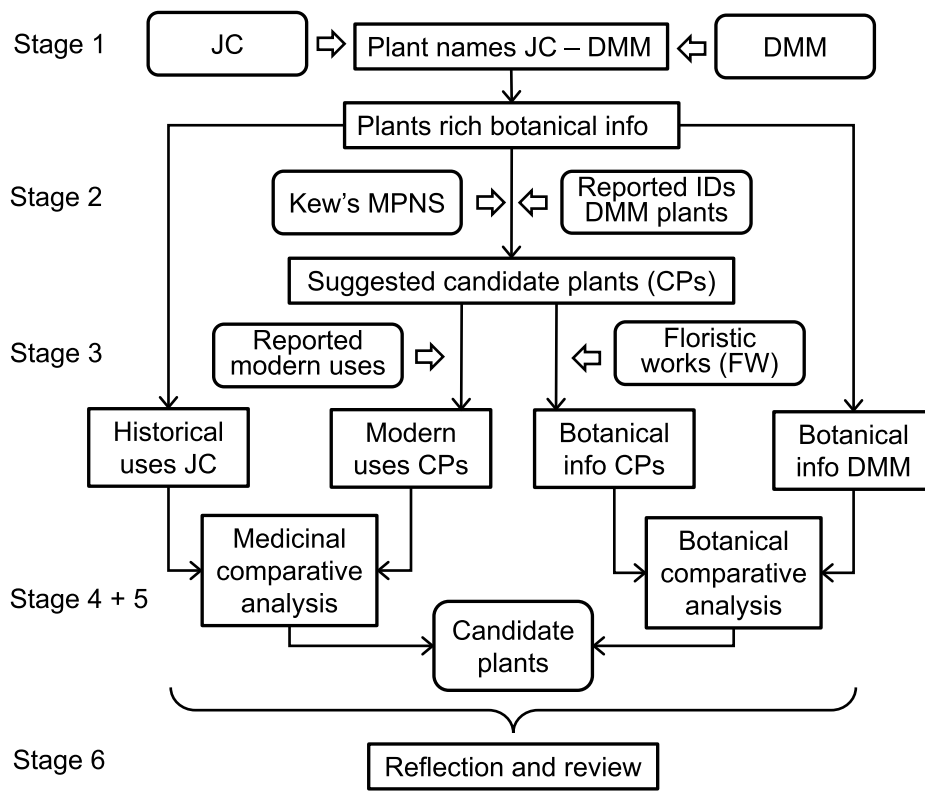 Stage 1
JC
Plant names JC – DMM
DMM
Plants rich botanical info
Stage 2
Kew's MPNS
Reported IDs
DMM plants
Suggested candidate plants (CPs)
Stage 3
Reported
modern uses
Floristic
works (FW)
Historical
uses JC
Modern
uses CPs
Botanical
info CPs
Botanical
info DMM
Stage 4 + 5
Medicinal
comparative
analysis
Botanical
comparative
analysis
Candidate
plants
Stage 6
Reflection and review